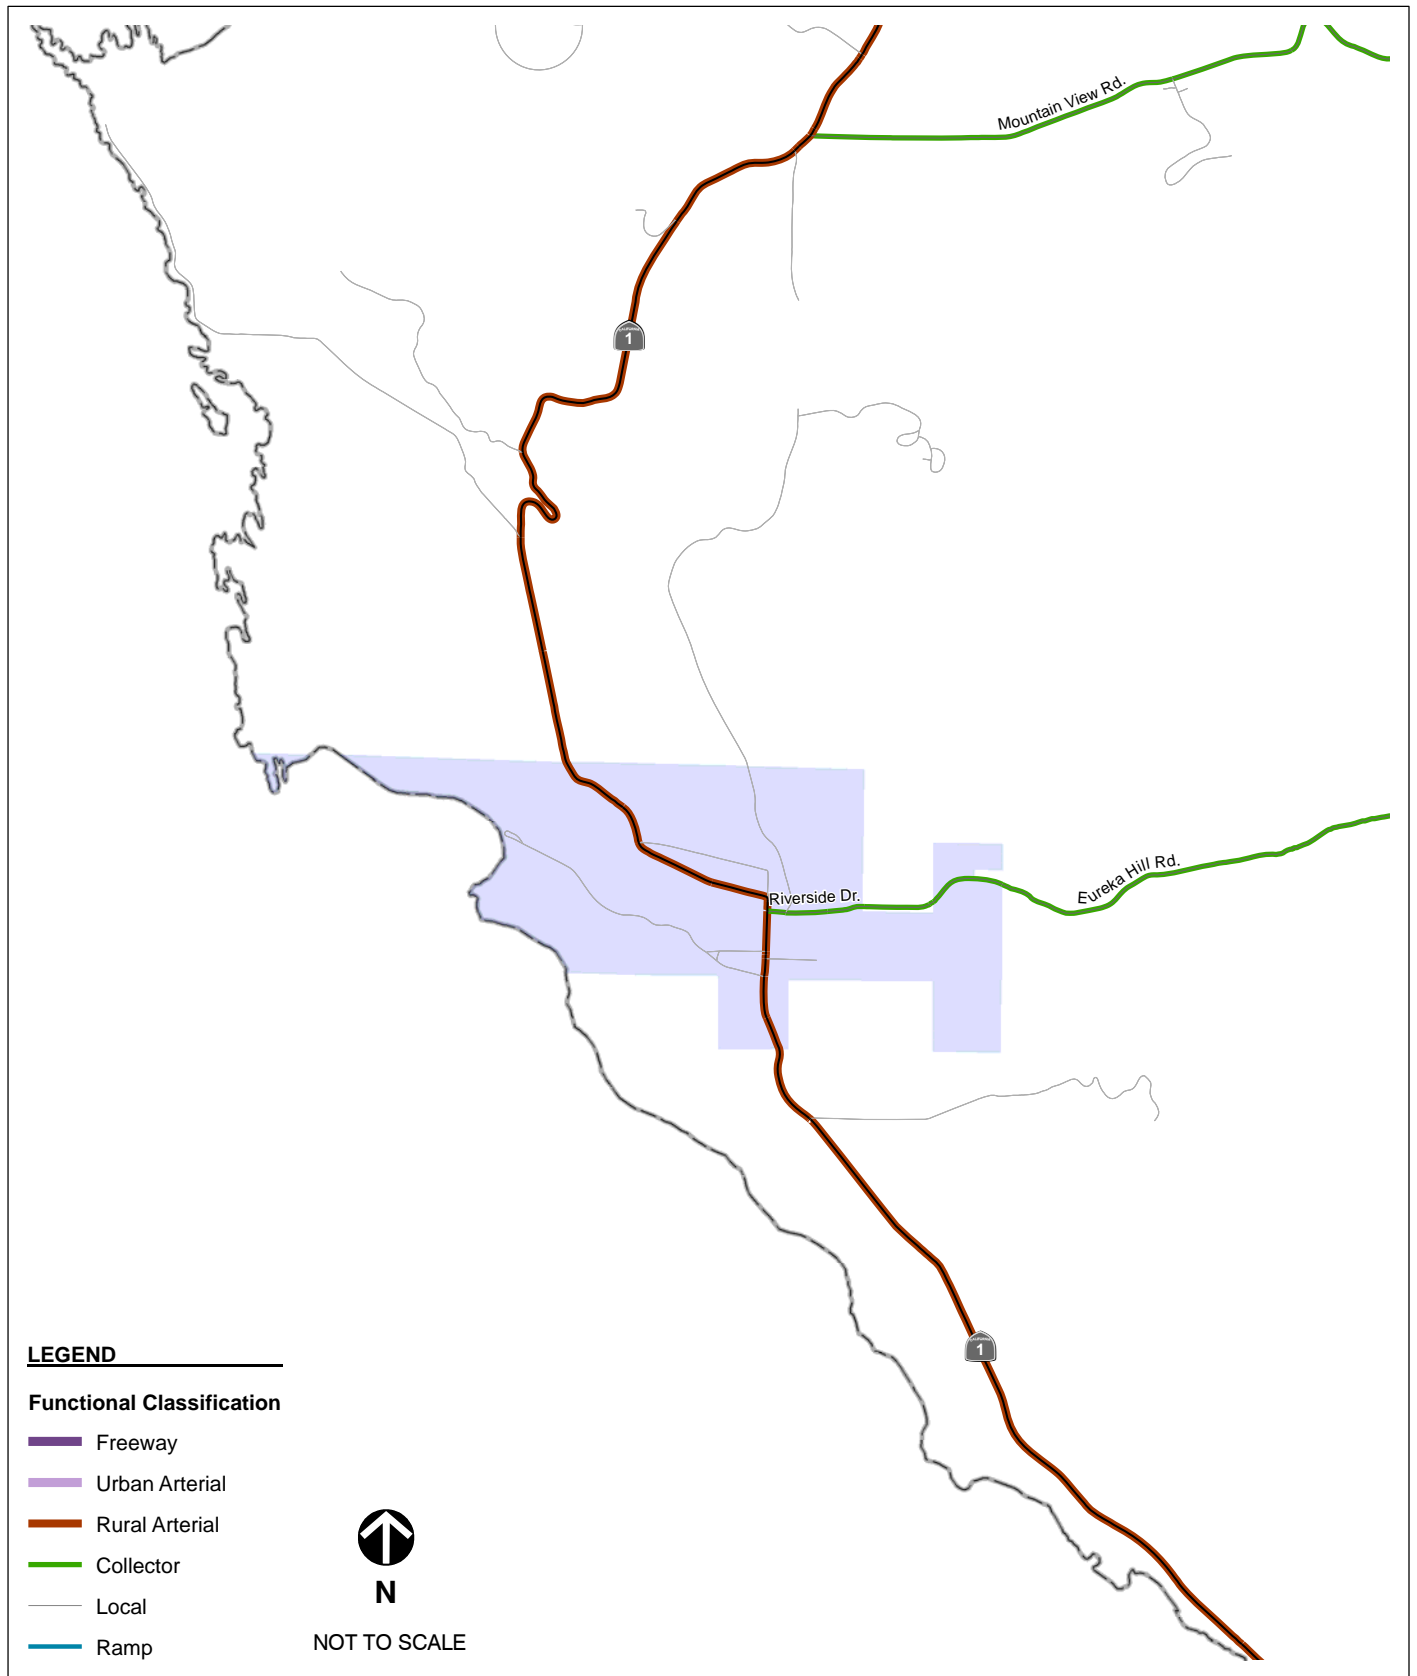 Mountain View Rd.
1
Riverside Dr.
Eureka Hill Rd.
1
LEGEND
Functional Classification
Freeway
Urban Arterial
Rural Arterial
Collector
Local
Ramp
N
NOT TO SCALE